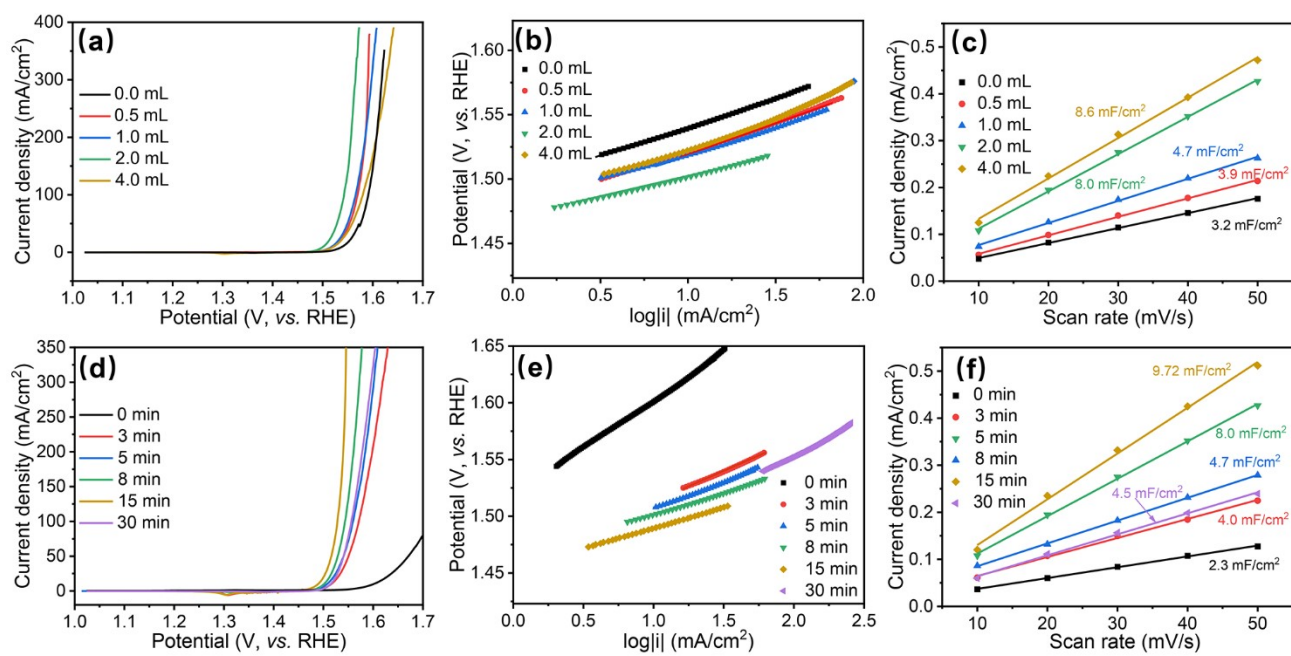 (a)
400
350
300
250
200
150
100
50
0
Current density (mA/cm²)
0.0 mL
0.5 mL
1.0 mL
2.0 mL
4.0 mL
1.0 1.1 1.2 1.3 1.4 1.5 1.6 1.7
Potential (V, vs. RHE)
(b)
1.60
1.55
1.50
1.45
Potential (V, vs. RHE)
0.0 mL
0.5 mL
1.0 mL
2.0 mL
4.0 mL
0.0 0.5 1.0 1.5 2.0
log|i| (mA/cm²)
(c)
0.5
0.4
0.3
0.2
0.1
0.0
Current density (mA/cm²)
0.0 mL
0.5 mL
1.0 mL
2.0 mL
4.0 mL
8.6 mF/cm²
8.0 mF/cm²
4.7 mF/cm²
3.9 mF/cm²
3.2 mF/cm²
10 20 30 40 50
Scan rate (mV/s)
(d)
350
300
250
200
150
100
50
0
Current density (mA/cm²)
0 min
3 min
5 min
8 min
15 min
30 min
1.0 1.1 1.2 1.3 1.4 1.5 1.6 1.7
Potential (V, vs. RHE)
(e)
1.65
1.60
1.55
1.50
1.45
Potential (V, vs. RHE)
0 min
3 min
5 min
8 min
15 min
30 min
0.0 0.5 1.0 1.5 2.0 2.5
log|i| (mA/cm²)
(f)
0.5
0.4
0.3
0.2
0.1
0.0
Current density (mA/cm²)
0 min
3 min
5 min
8 min
15 min
30 min
9.72 mF/cm²
8.0 mF/cm²
4.7 mF/cm²
4.5 mF/cm²
4.0 mF/cm²
2.3 mF/cm²
10 20 30 40 50
Scan rate (mV/s)